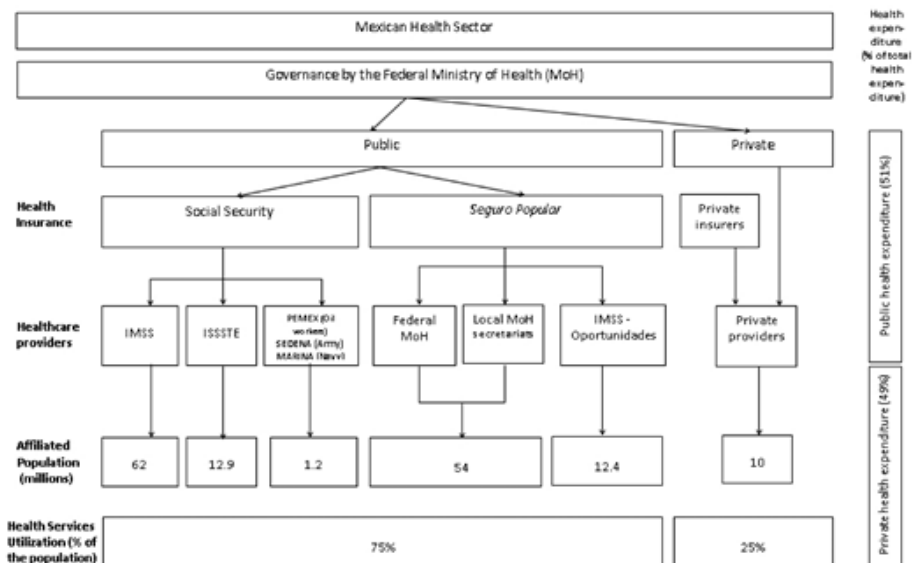 Mexican Health Sector
Health
expen-
diture
(% of total
health
expen-
diture)
Governance by the Federal Ministry of Health (MoH)
Public
Private
Health
Insurance
Social Security
Seguro Popular
Private
insurers
Public health expenditure (51%)
Healthcare
providers
IMSS
ISSSTE
PEMEX (Oil
workers)
SEDENA (Army)
MARINA (Navy)
Federal
MoH
Local MoH
secretariats
IMSS -
Oportunidades
Private
providers
Affiliated
Population
(millions)
62
12.9
1.2
54
12.4
10
Private health expenditure (49%)
Health Services
Utilization (% of
the population)
75%
25%